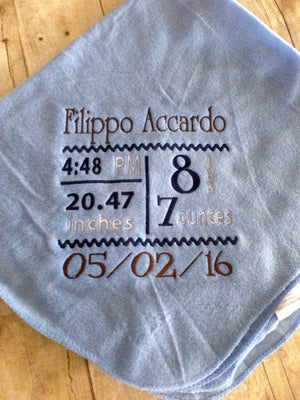 Filippo Accardo
4:48 PM
20.47
inches
8 lbs
7 ounces
05/02/16